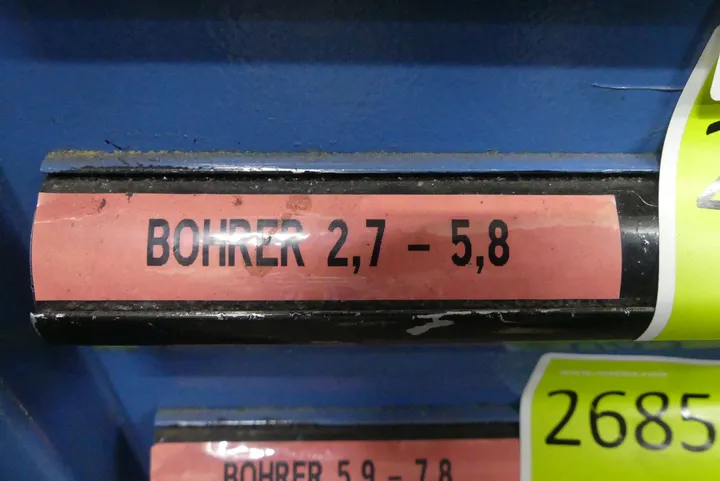 BOHRER 2,7 – 5,8
BOHRER 5,9 – 7,8
2685